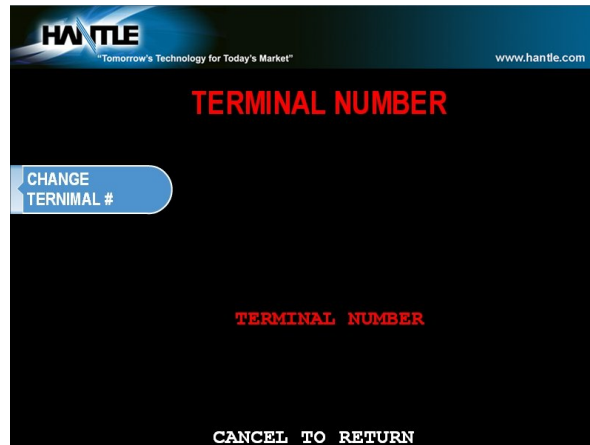 HANTLE
"Tomorrow's Technology for Today's Market"
www.hantle.com
TERMINAL NUMBER
CHANGE
TERNIMAL #
TERMINAL NUMBER
CANCEL TO RETURN